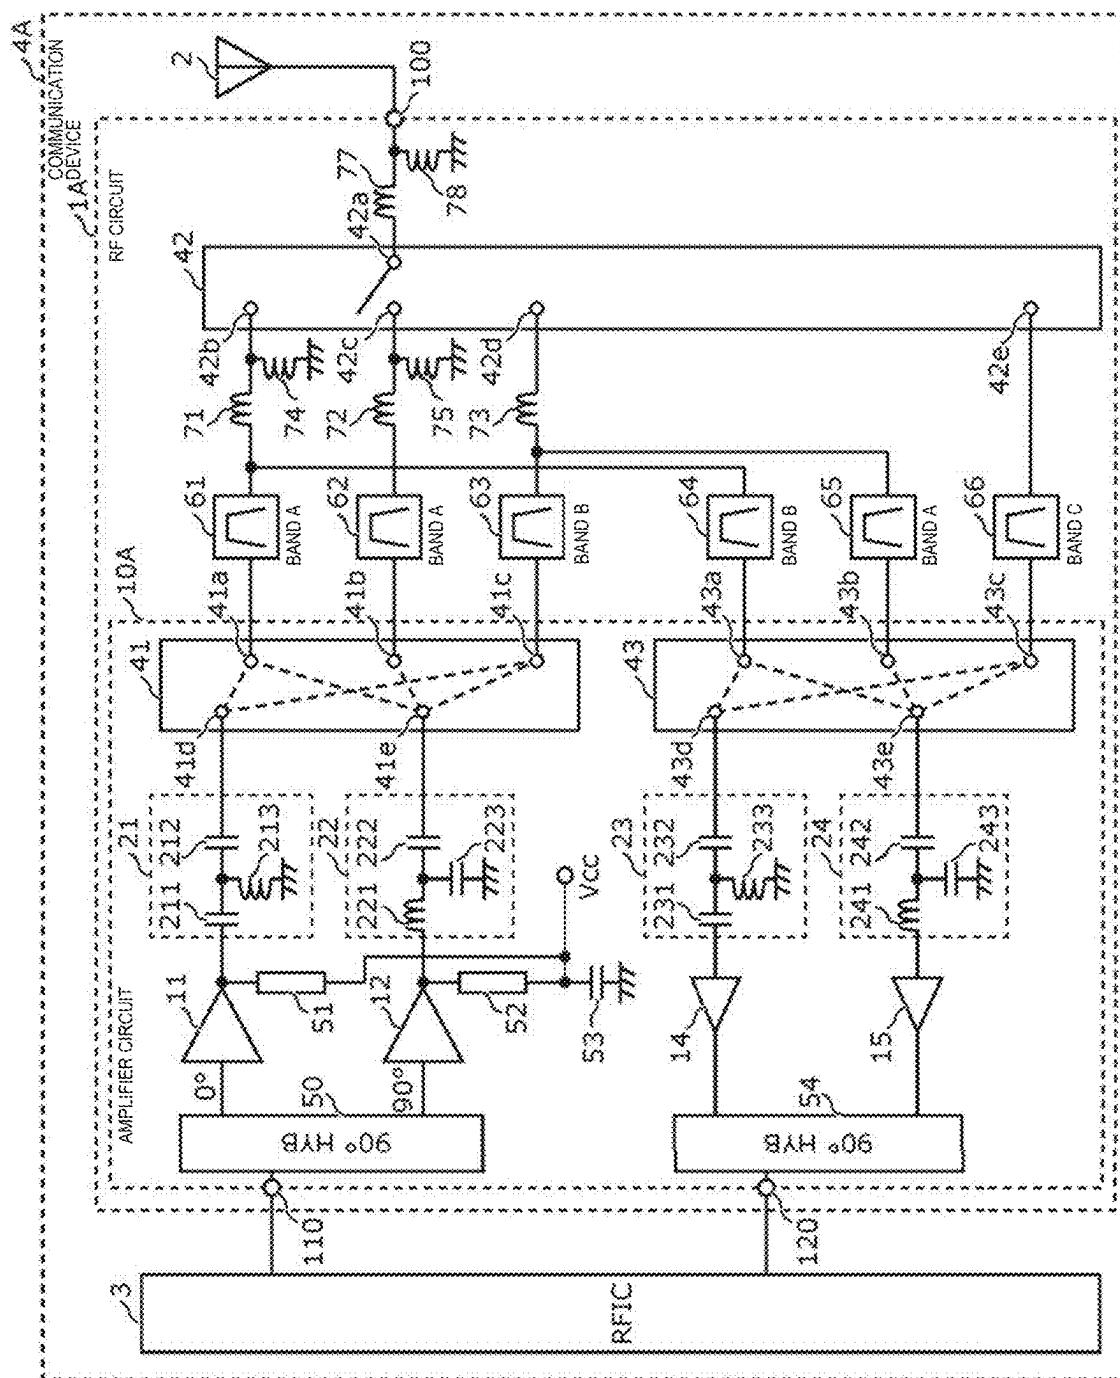 4A
COMMUNICATION
DEVICE
1A
RF CIRCUIT
2
100
77
78
42a
42
42b
42c
42d
42e
71
74
72
75
73
61
BAND A
62
BAND A
63
BAND B
64
BAND B
65
BAND A
66
BAND C
10A
41
41a
41b
41c
43
43a
43b
43c
41d
41e
43d
43e
21
211
212
213
22
221
222
223
23
231
232
233
24
241
242
243
Vcc
AMPLIFIER CIRCUIT
11
51
12
52
53
14
15
0°
90°
50
90° HYB
54
90° HYB
110
120
3
RFIC